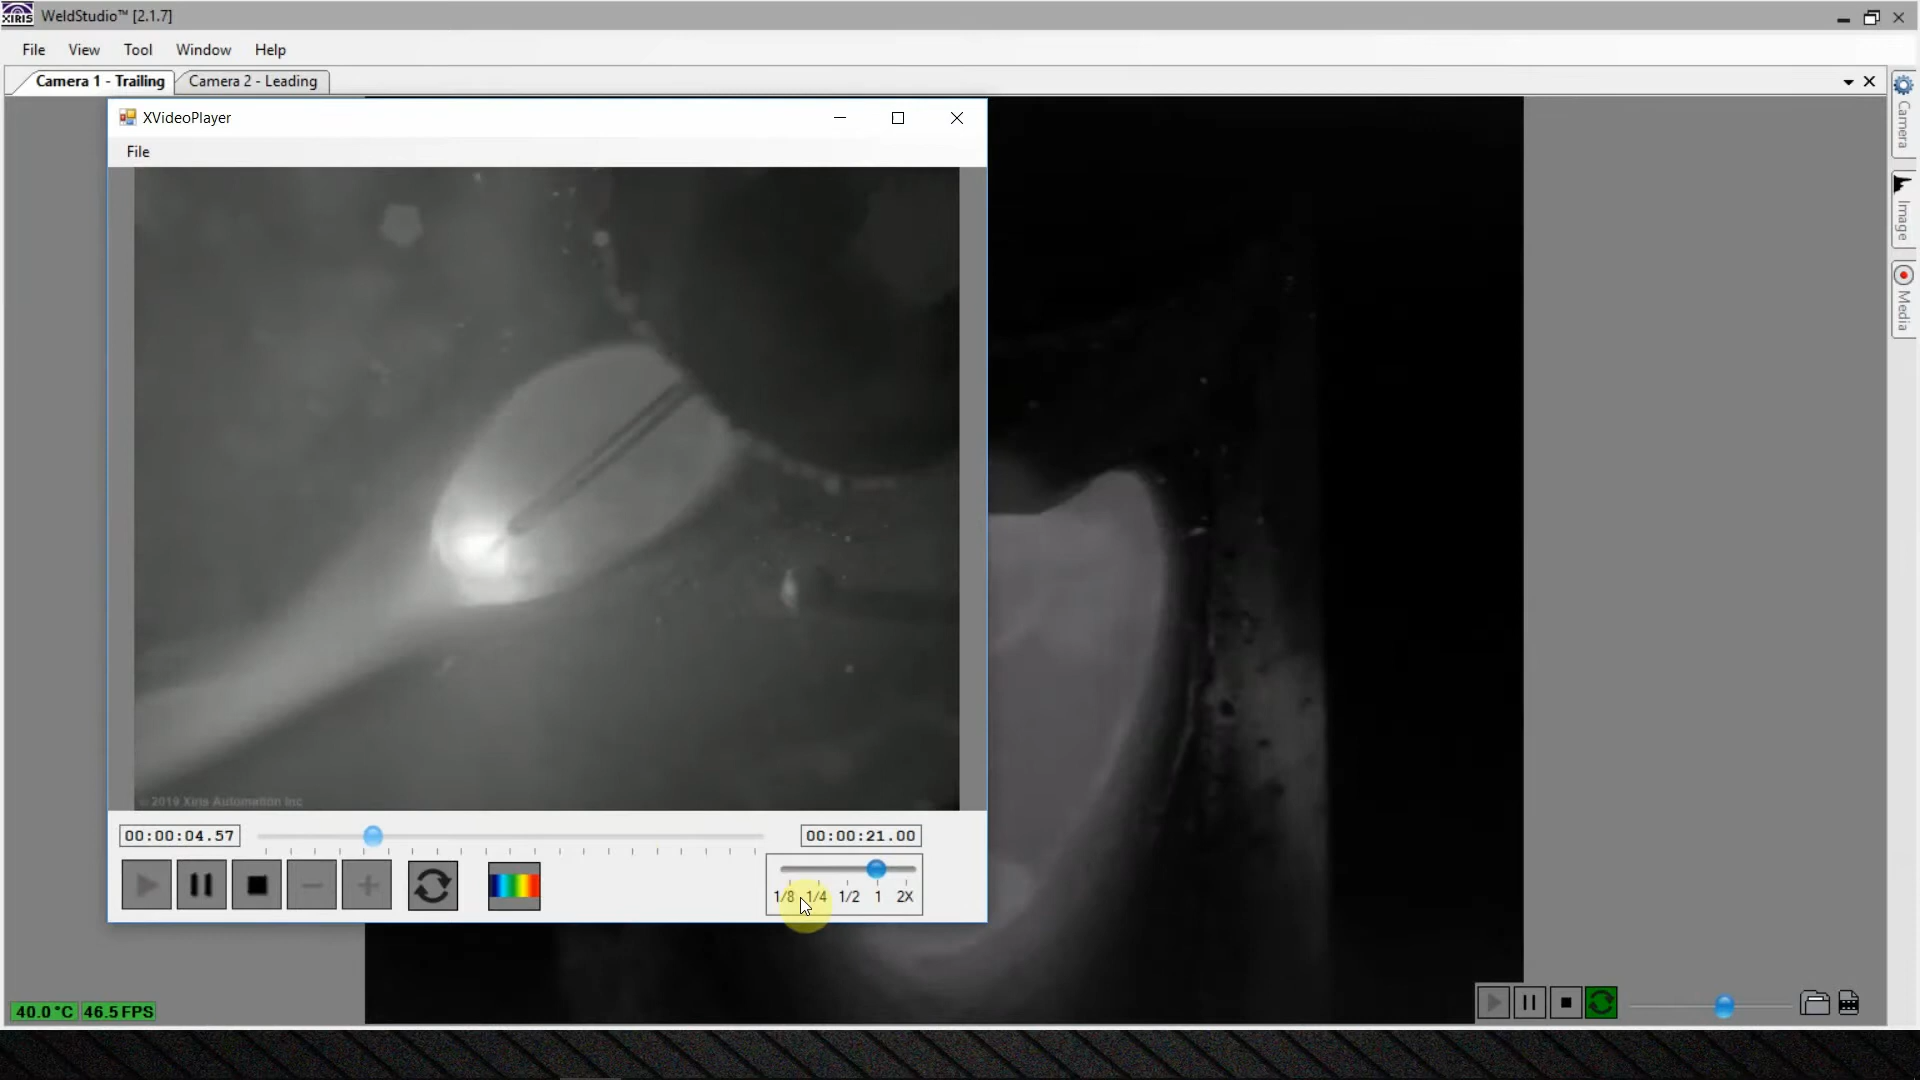 XIRIS WeldStudio™ [2.1.7]
File View Tool Window Help
Camera 1 - Trailing Camera 2 - Leading
Camera
Image
Media
XVideoPlayer
File
© 2019 Xiris Automation Inc
00:00:04.57 00:00:21.00
1/8 1/4 1/2 1 2X
40.0°C 46.5 FPS